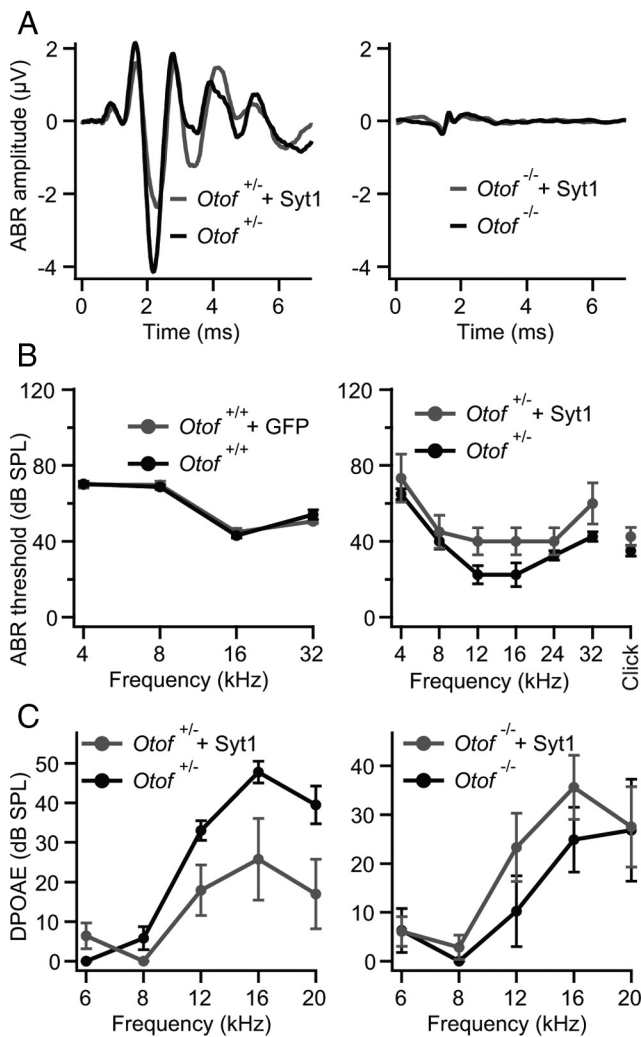 A
ABR amplitude (µV)
2
0
-2
-4
Otof +/- + Syt1
Otof +/-
0 2 4 6
Time (ms)
Otof -/- + Syt1
Otof -/-
0 2 4 6
Time (ms)
B
ABR threshold (dB SPL)
120
80
40
0
Otof +/+ + GFP
Otof +/+
4 8 16 32
Frequency (kHz)
120
80
40
0
Otof +/- + Syt1
Otof +/-
4 8 12 16 24 32 Click
Frequency (kHz)
C
DPOAE (dB SPL)
50
40
30
20
10
0
Otof +/- + Syt1
Otof +/-
6 8 12 16 20
Frequency (kHz)
40
30
20
10
0
Otof -/- + Syt1
Otof -/-
6 8 12 16 20
Frequency (kHz)